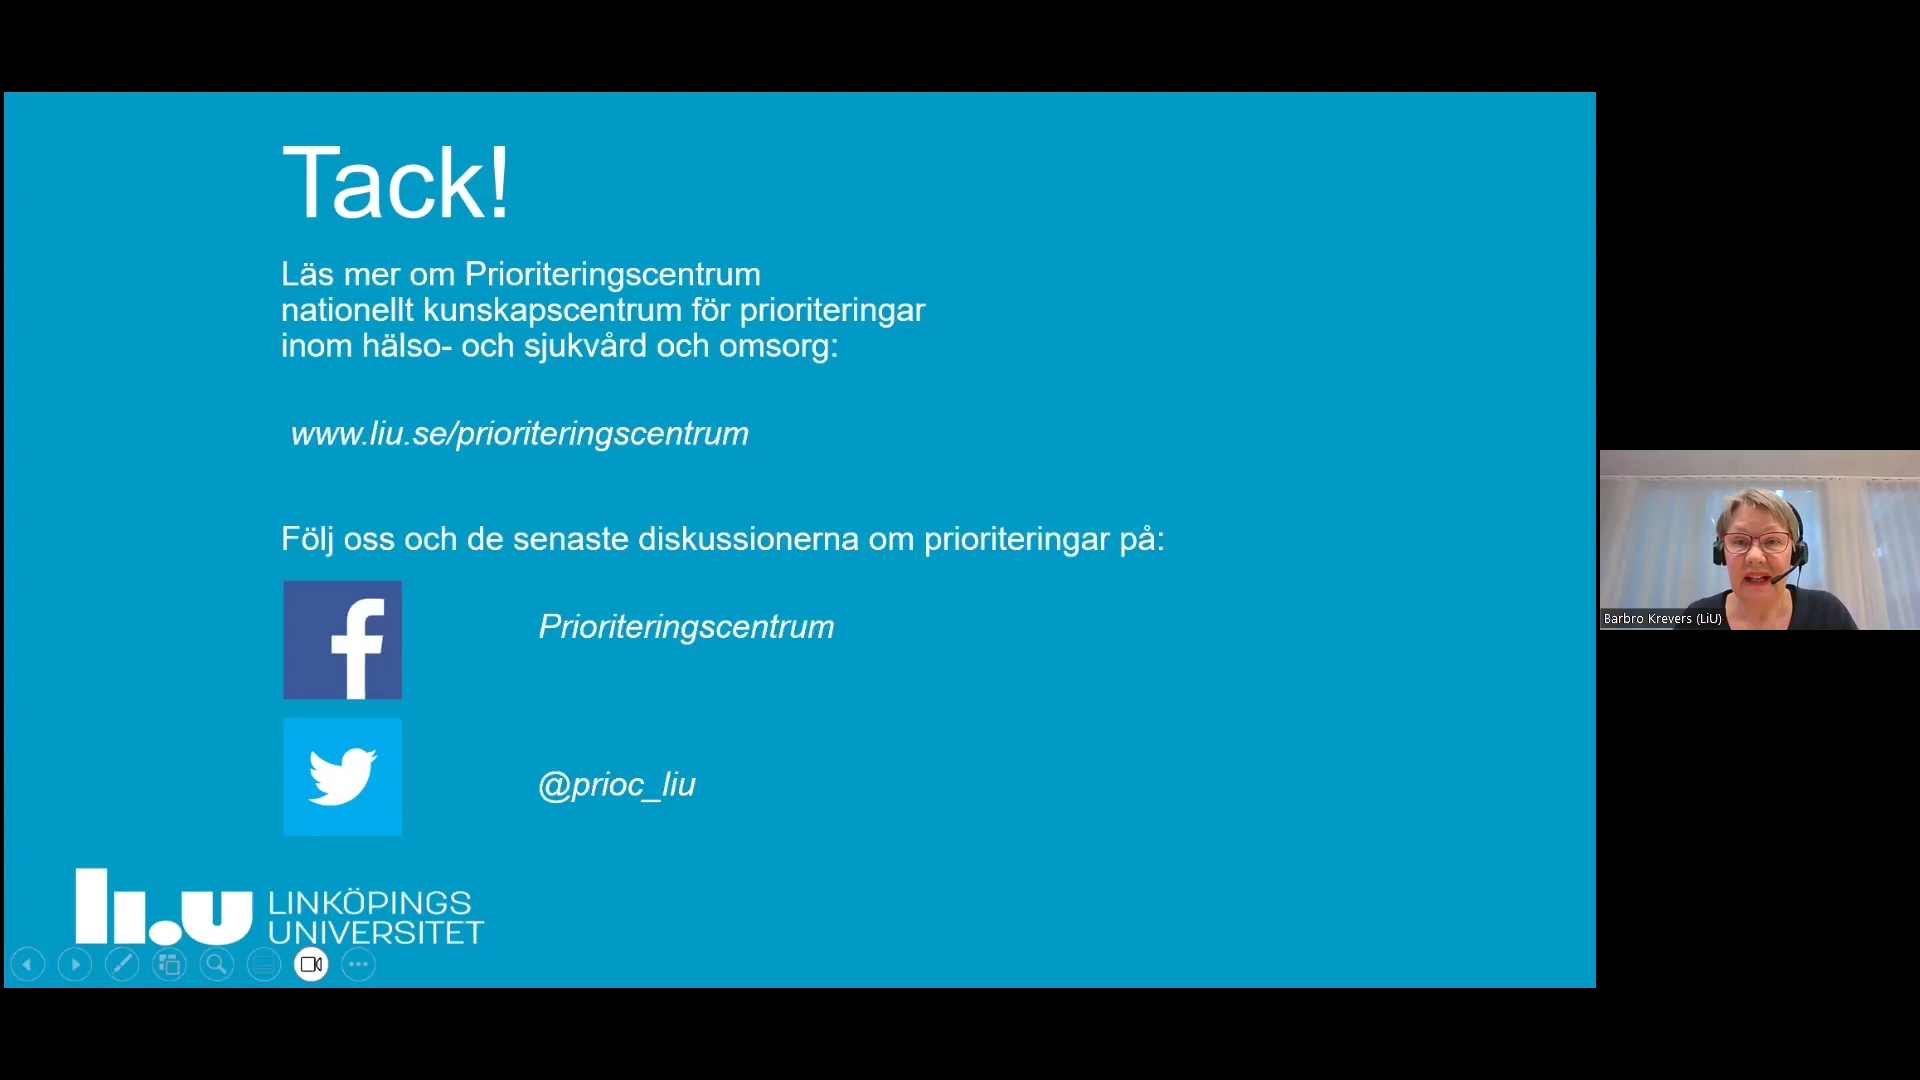 Tack!
Läs mer om Prioriteringscentrum
nationellt kunskapscentrum för prioriteringar
inom hälso- och sjukvård och omsorg:
www.liu.se/prioriteringscentrum
Följ oss och de senaste diskussionerna om prioriteringar på:
Prioriteringscentrum
@prioc_liu
li.u LINKÖPINGS
UNIVERSITET
Barbro Krevers (LiU)